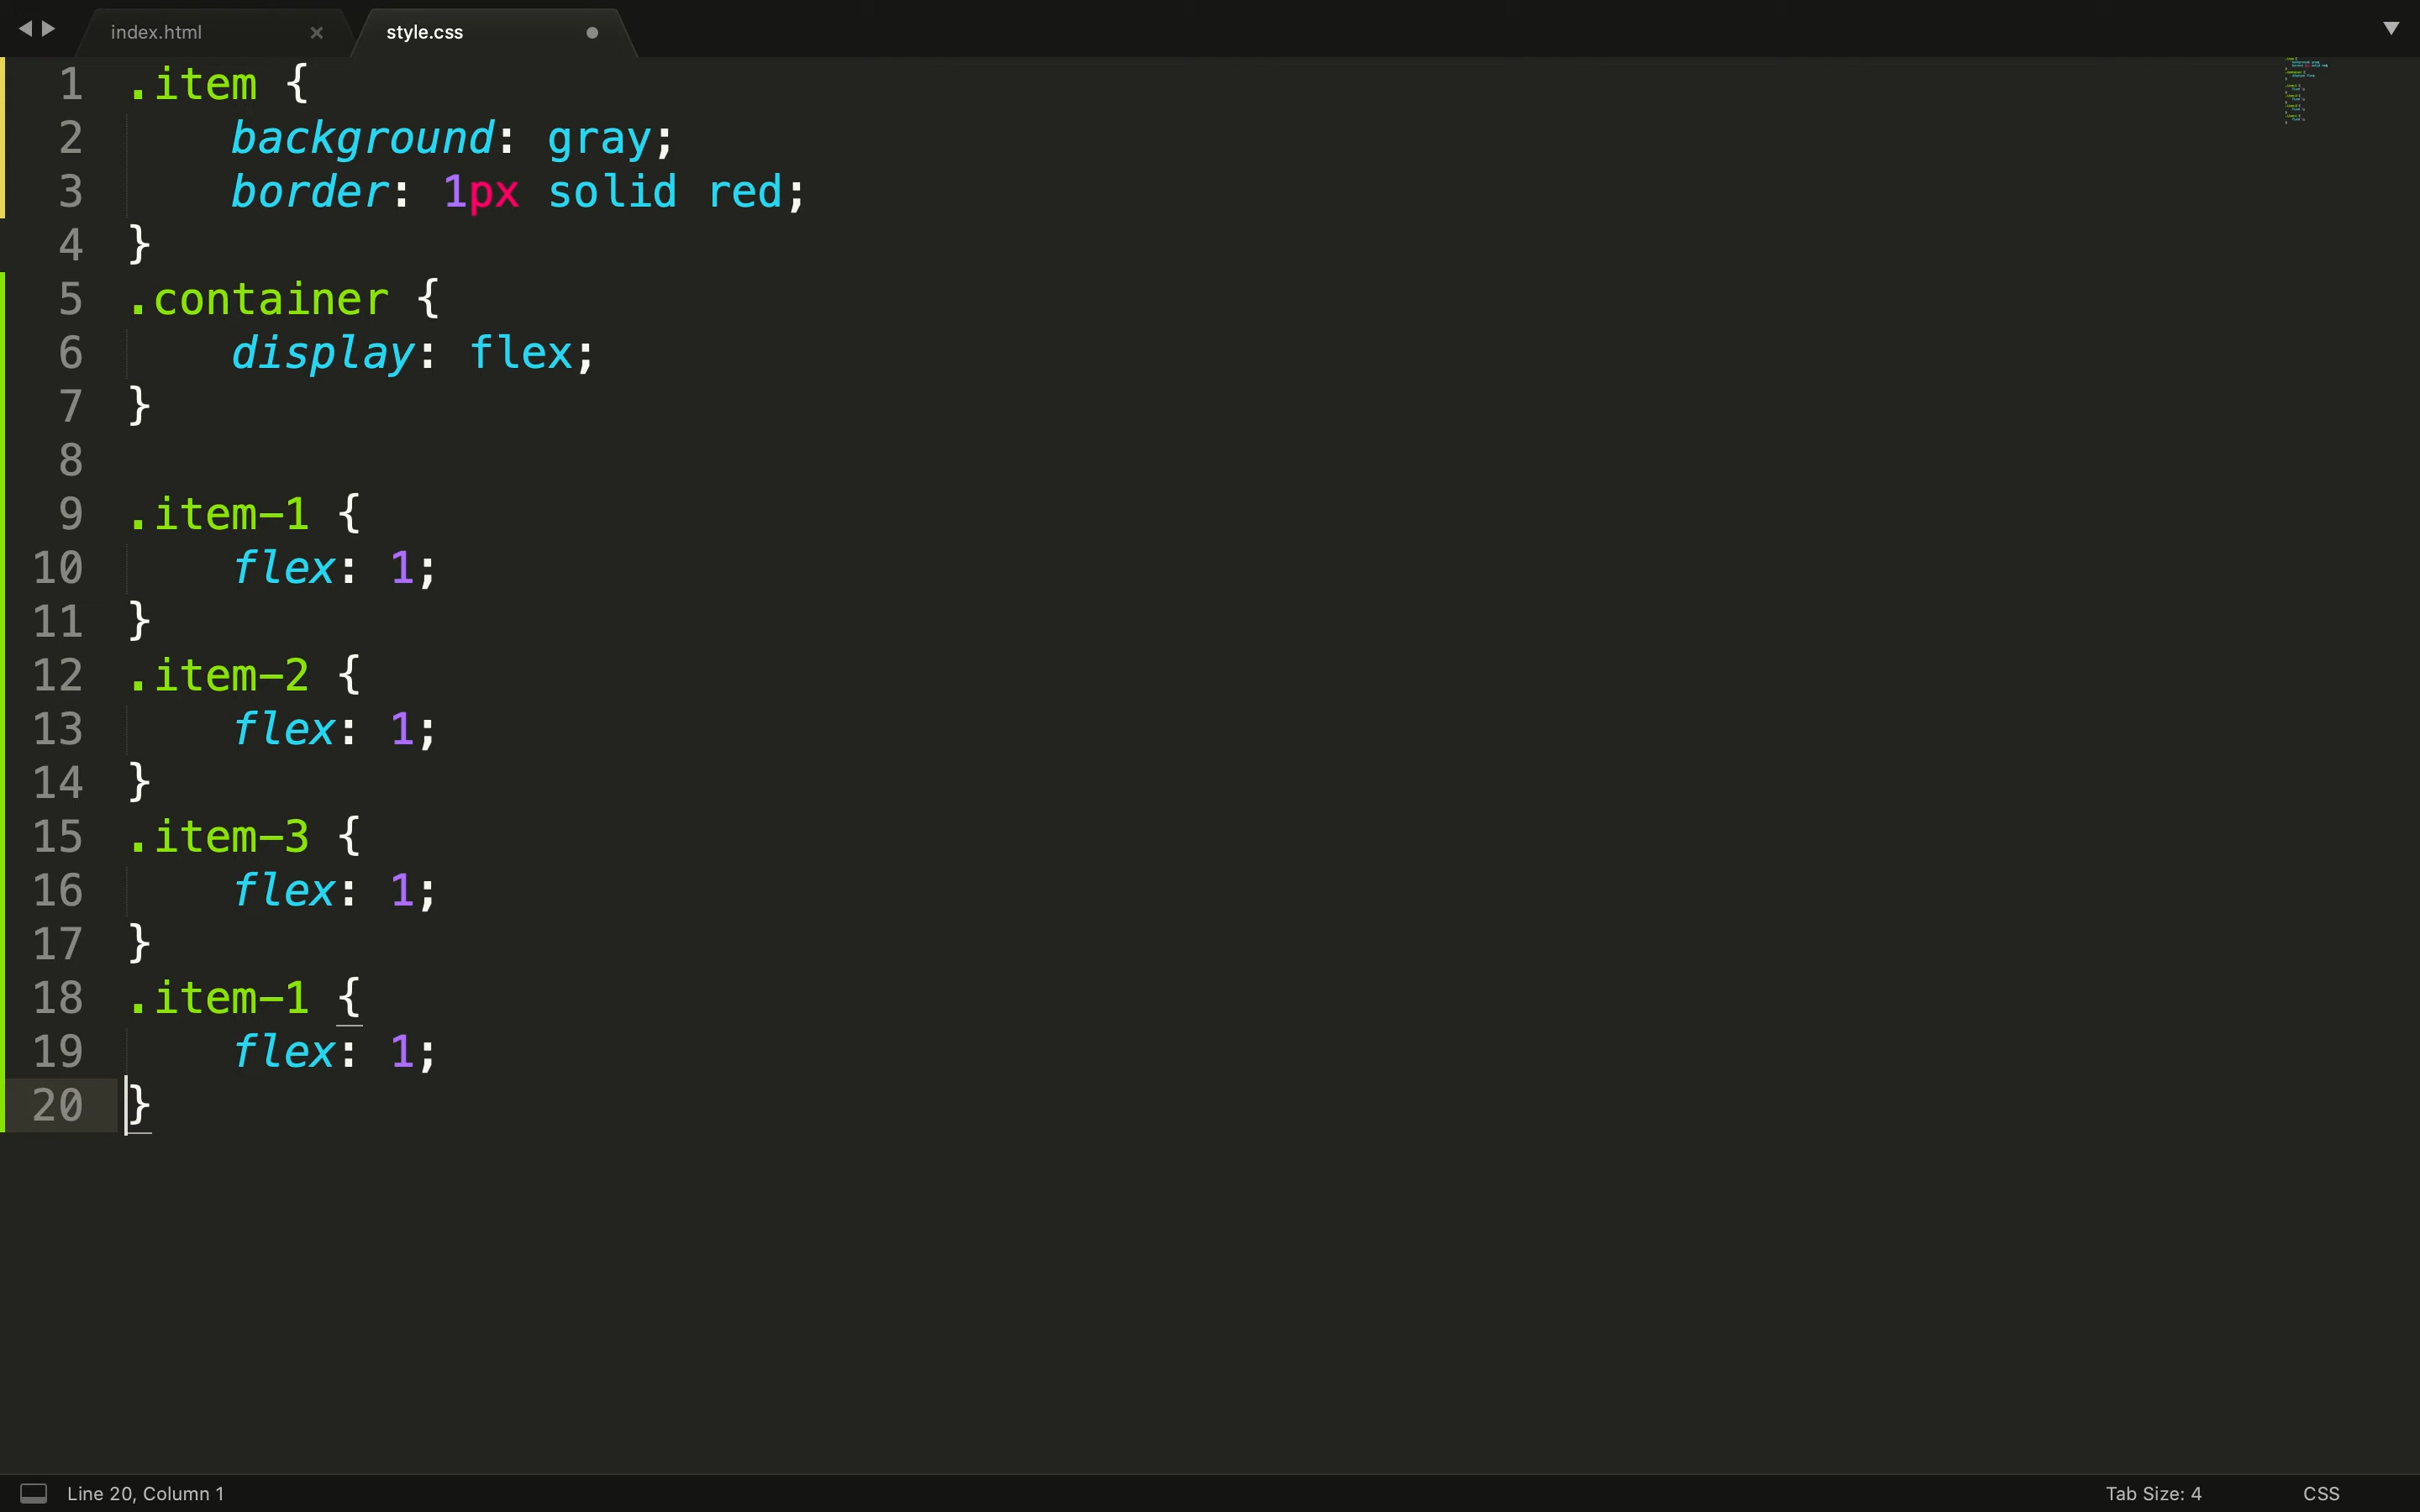 index.html
style.css
1 .item {
2     background: gray;
3     border: 1px solid red;
4 }
5 .container {
6     display: flex;
7 }
8
9 .item-1 {
10     flex: 1;
11 }
12 .item-2 {
13     flex: 1;
14 }
15 .item-3 {
16     flex: 1;
17 }
18 .item-1 {
19     flex: 1;
20 }
Line 20, Column 1
Tab Size: 4
CSS